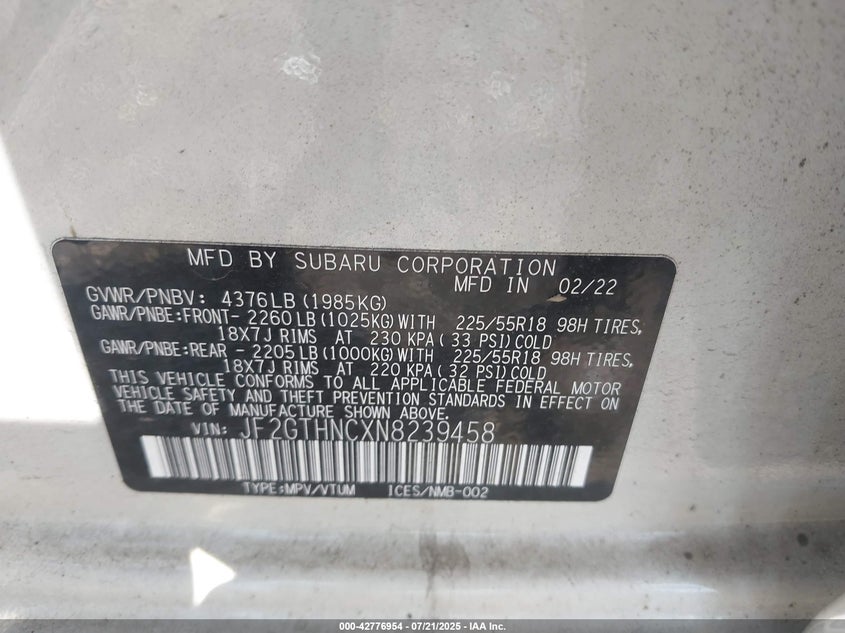 MFD BY SUBARU CORPORATION
MFD IN 02/22
GVWR/PNBV: 4376LB(1985KG)
GAWR/PNBE:FRONT- 2260LB(1025KG)WITH 225/55R18 98H TIRES,
18X7J RIMS AT 230 KPA( 33 PSI)COLD
GAWR/PNBE:REAR - 2205LB(1000KG)WITH 225/55R18 98H TIRES,
18X7J RIMS AT 220 KPA( 32 PSI)COLD
THIS VEHICLE CONFORMS TO ALL APPLICABLE FEDERAL MOTOR
VEHICLE SAFETY AND THEFT PREVENTION STANDARDS IN EFFECT ON
THE DATE OF MANUFACTURE SHOWN ABOVE.
VIN: JF2GTHNCXN8239458
TYPE:MPV/VTUM ICES/NMB-002
000-42776954 - 07/21/2025 - IAA Inc.